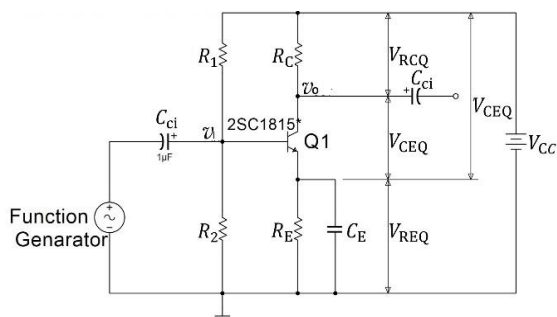 R1
RC
VRCQ
Cci
+
vo
VCEQ
Cci
+
1μF
vi
2SC1815*
Q1
VCEQ
VCC
Function
Genarator
R2
RE
CE
VREQ